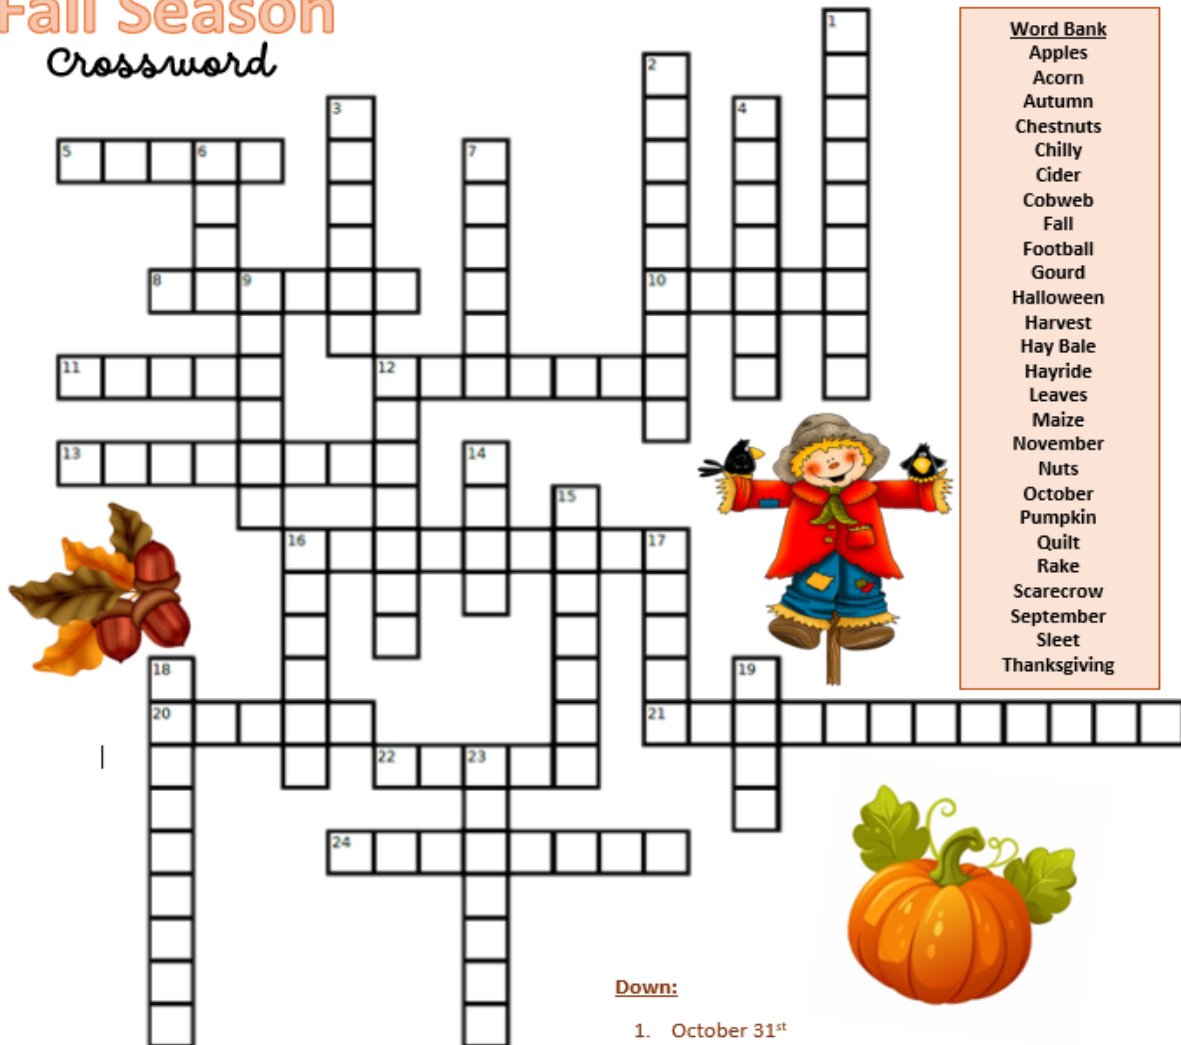 Fall Season
Crossword
1
2
3
4
5
6
7
8
9
10
11
12
13
14
15
16
17
18
19
20
21
22
23
24
Word Bank
Apples
Acorn
Autumn
Chestnuts
Chilly
Cider
Cobweb
Fall
Football
Gourd
Halloween
Harvest
Hay Bale
Hayride
Leaves
Maize
November
Nuts
October
Pumpkin
Quilt
Rake
Scarecrow
September
Sleet
Thanksgiving
Down:
1. October 31st